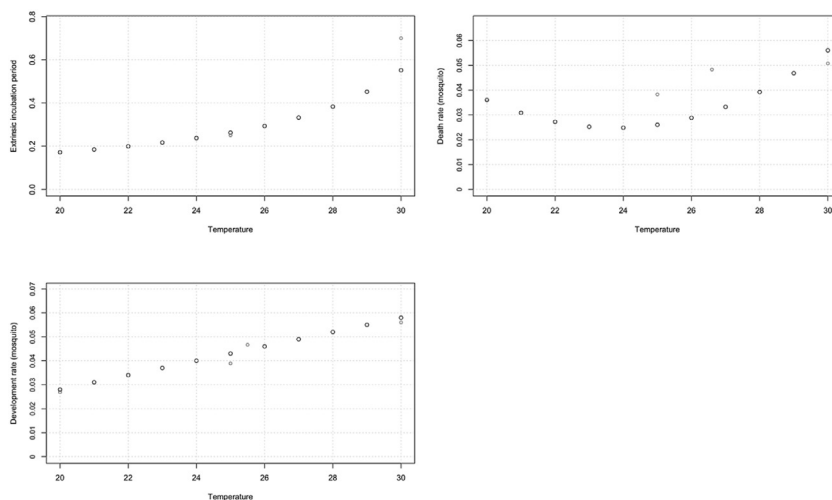 Extrinsic incubation period
0.8
0.6
0.4
0.2
0.0
20 22 24 26 28 30
Temperature
Death rate (mosquito)
0.06
0.05
0.04
0.03
0.02
0.01
0
20 22 24 26 28 30
Temperature
Development rate (mosquito)
0.07
0.06
0.05
0.04
0.03
0.02
0.01
0.00
20 22 24 26 28 30
Temperature